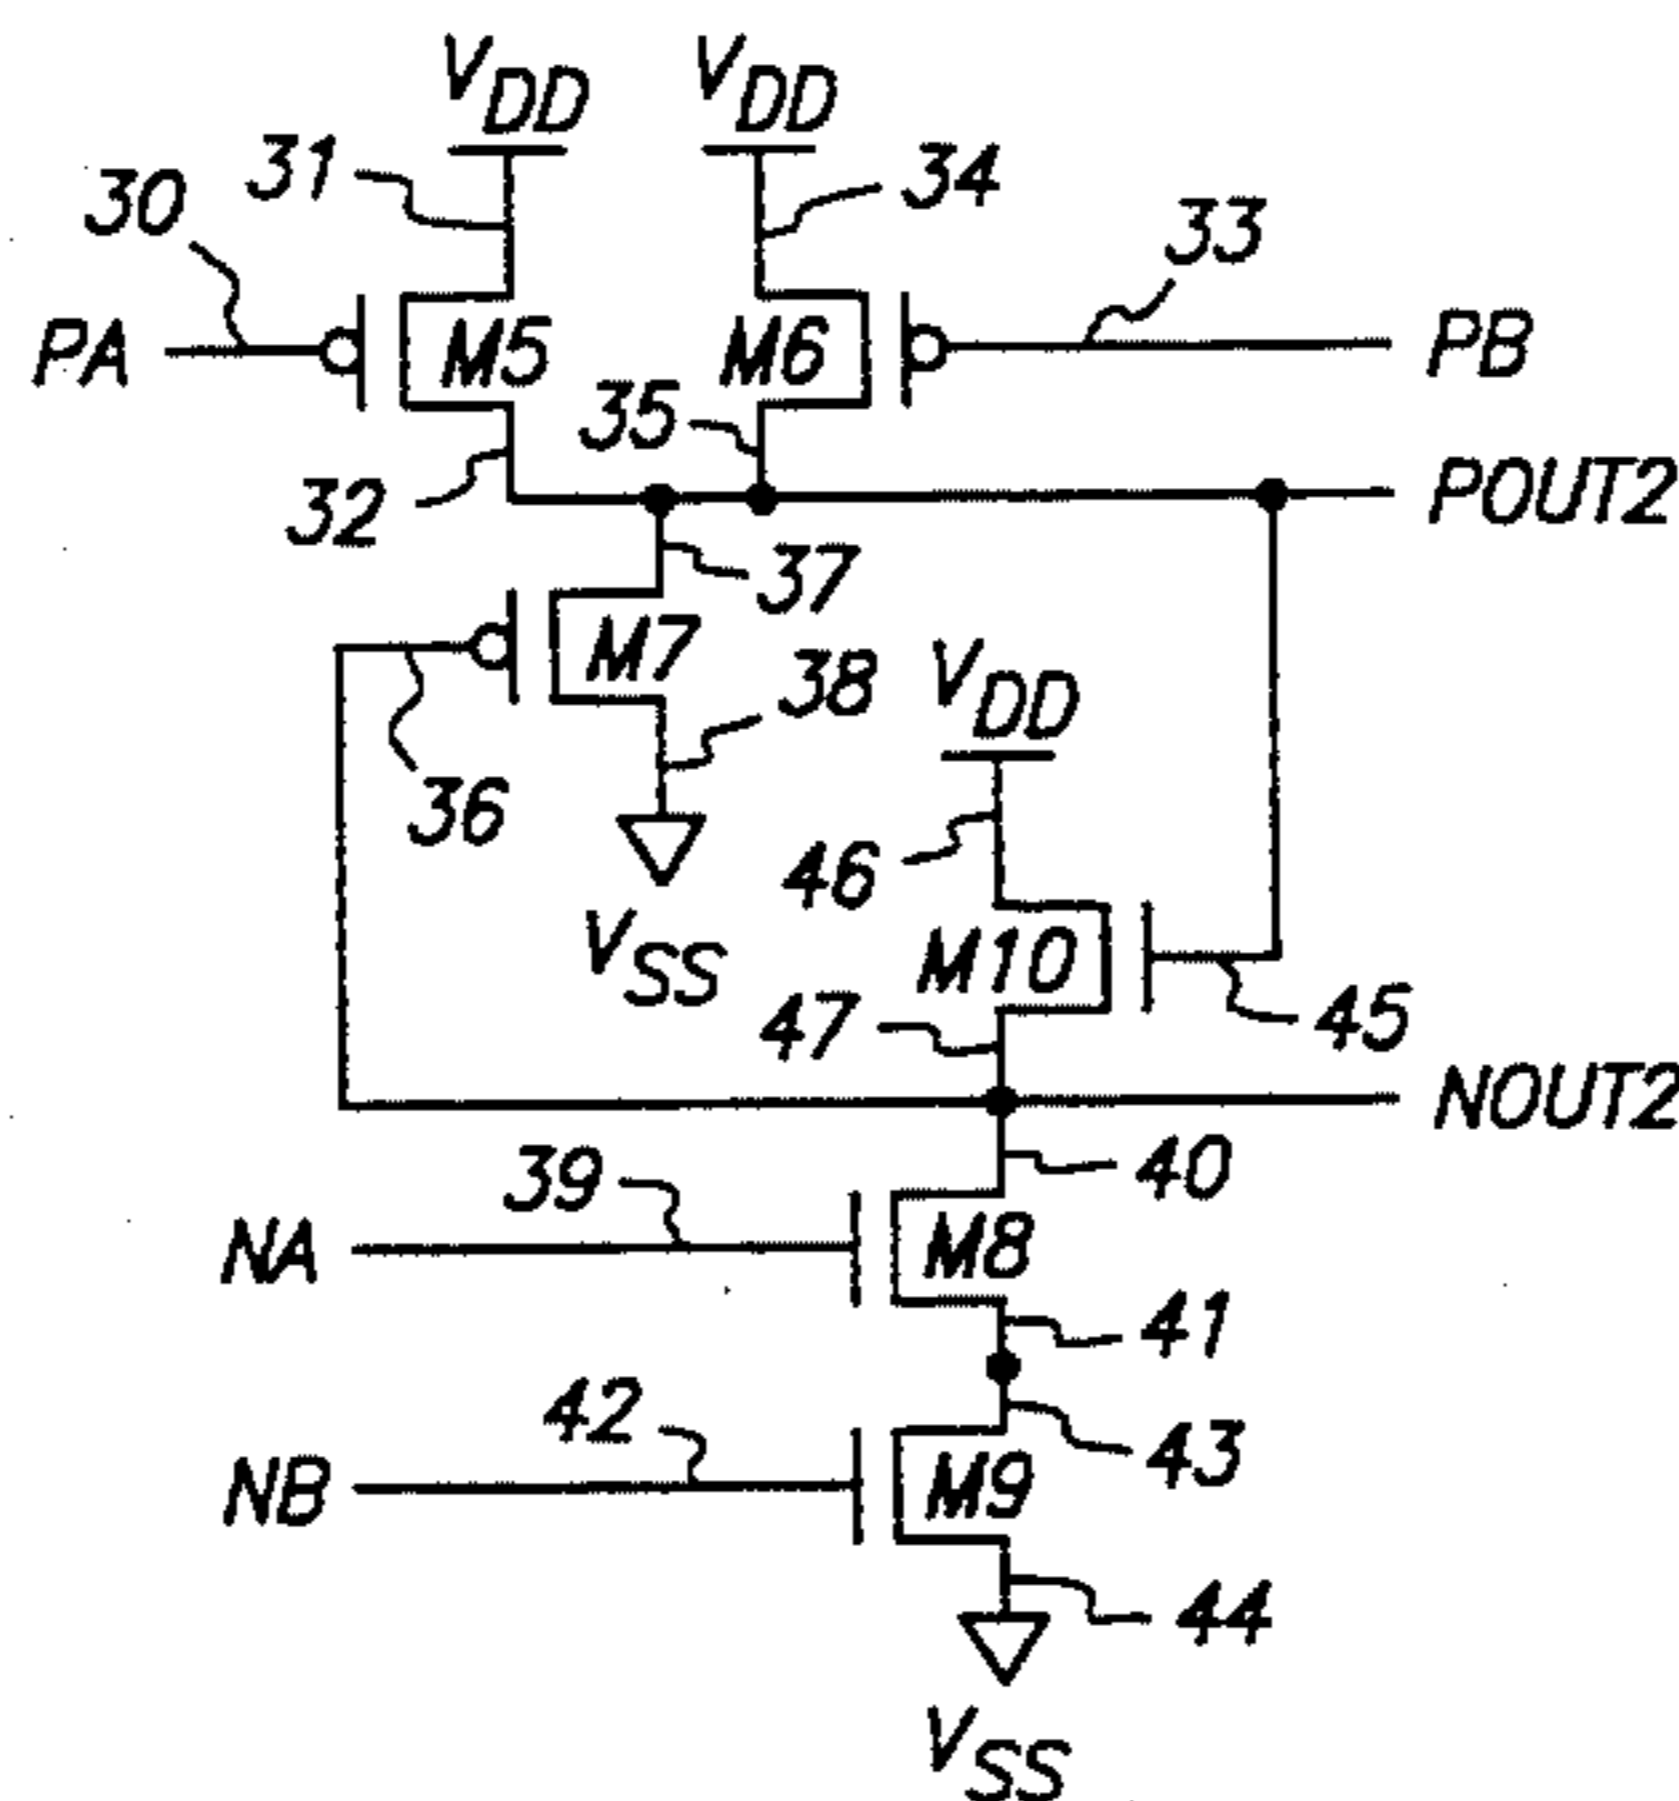 VDD VDD
31 34
30 33
PA M5 M6 PB
35
32 POUT2
37
M7 38 VDD
36
46
VSS M10
47 45
NOUT2
39 40
NA M8
41
42 43
NB M9
44
VSS